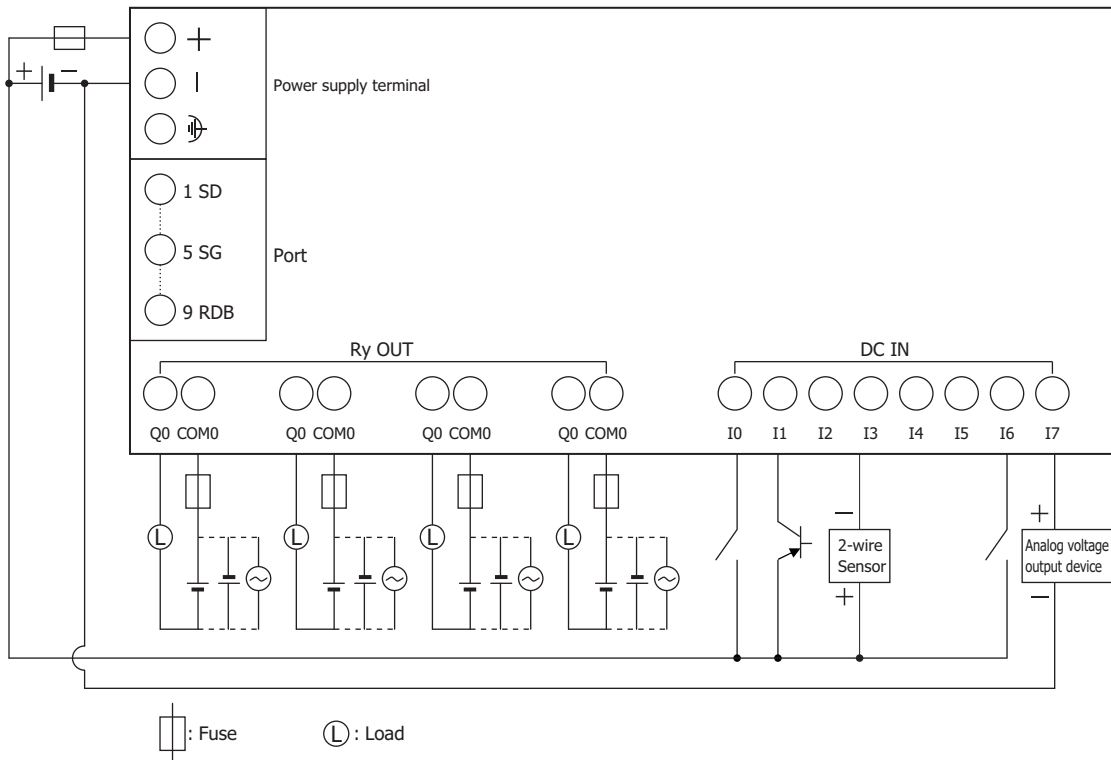 +
+ −
−
Power supply terminal
1 SD
5 SG
Port
9 RDB
Ry OUT
DC IN
Q0 COM0 Q0 COM0 Q0 COM0 Q0 COM0 I0 I1 I2 I3 I4 I5 I6 I7
L L L L
−
+
2-wire
Sensor
Analog voltage
output device
+
−
: Fuse
L : Load